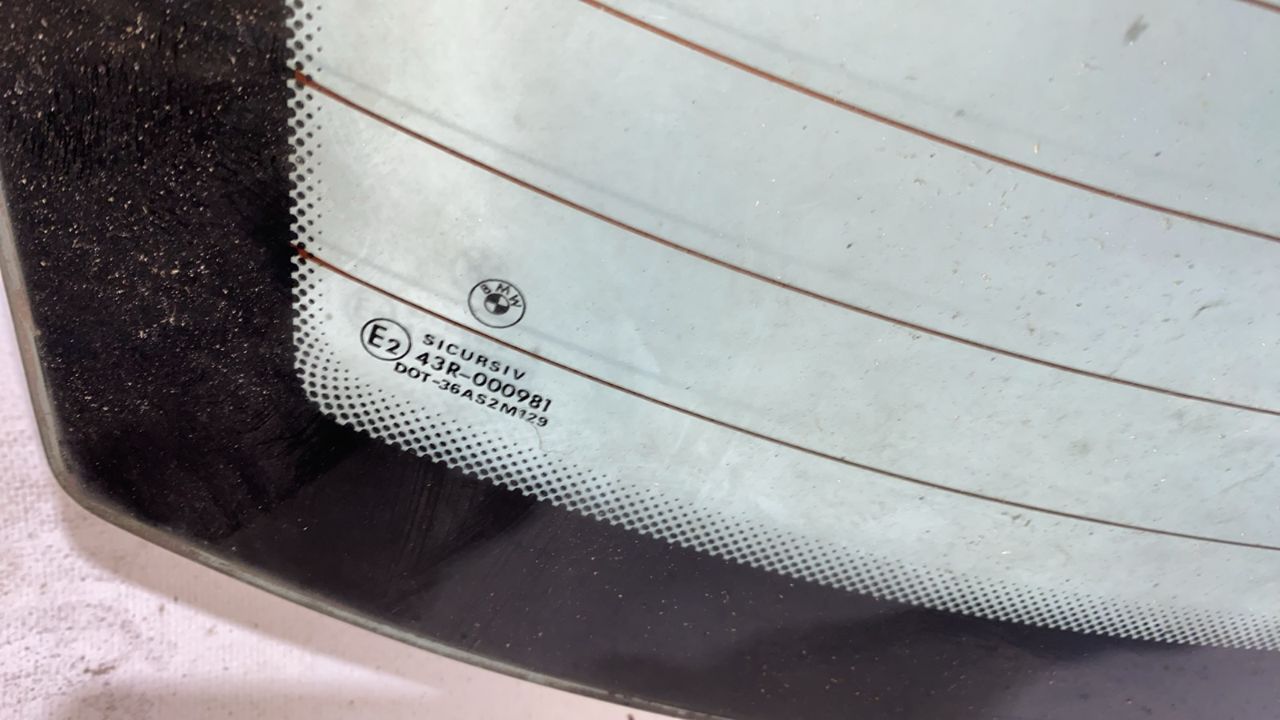 BMW
SICURSIV
E2
43R-000981
DOT-36AS2M129